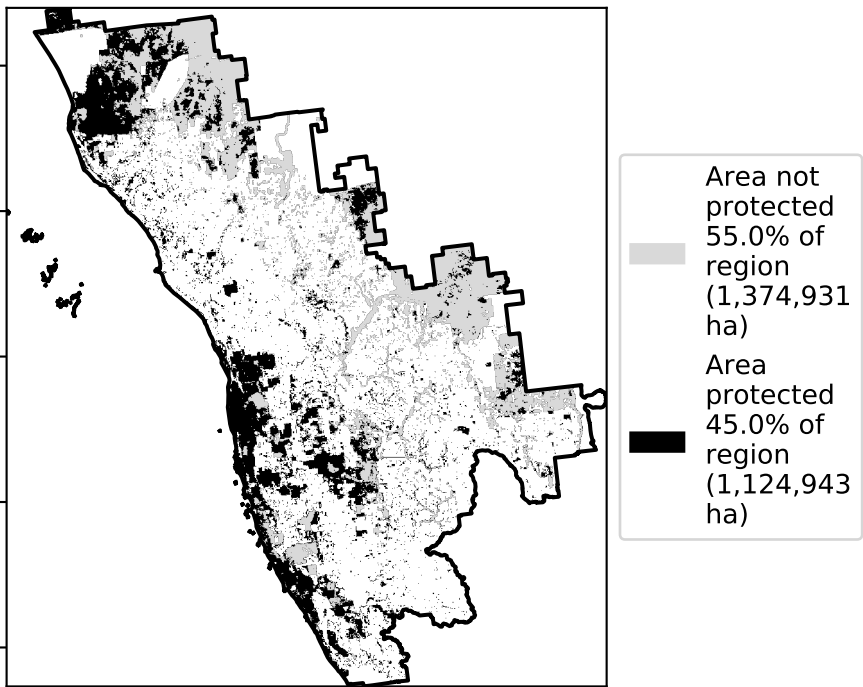 Area not
protected
55.0% of
region
(1,374,931
ha)
Area
protected
45.0% of
region
(1,124,943
ha)